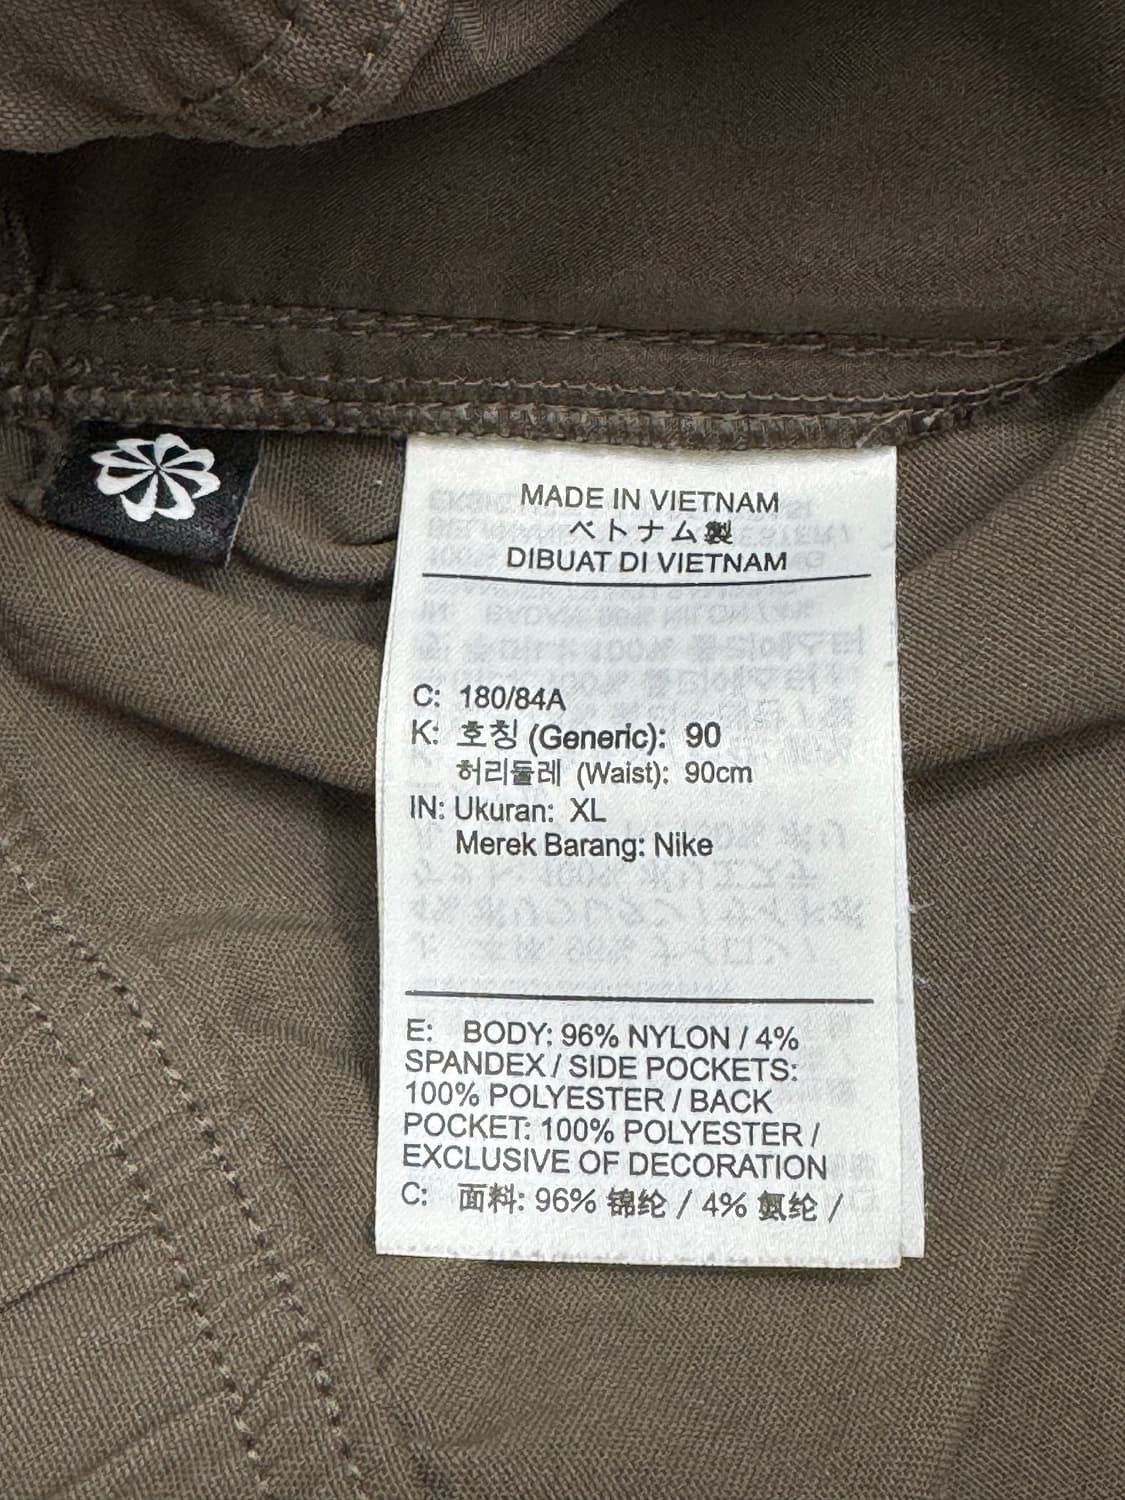 MADE IN VIETNAM
ベトナム製
DIBUAT DI VIETNAM
C: 180/84A
K: 호칭 (Generic): 90
허리둘레 (Waist): 90cm
IN: Ukuran: XL
Merek Barang: Nike
E: BODY: 96% NYLON / 4%
SPANDEX / SIDE POCKETS:
100% POLYESTER / BACK
POCKET: 100% POLYESTER /
EXCLUSIVE OF DECORATION
C: 面料: 96% 锦纶 / 4% 氨纶 /